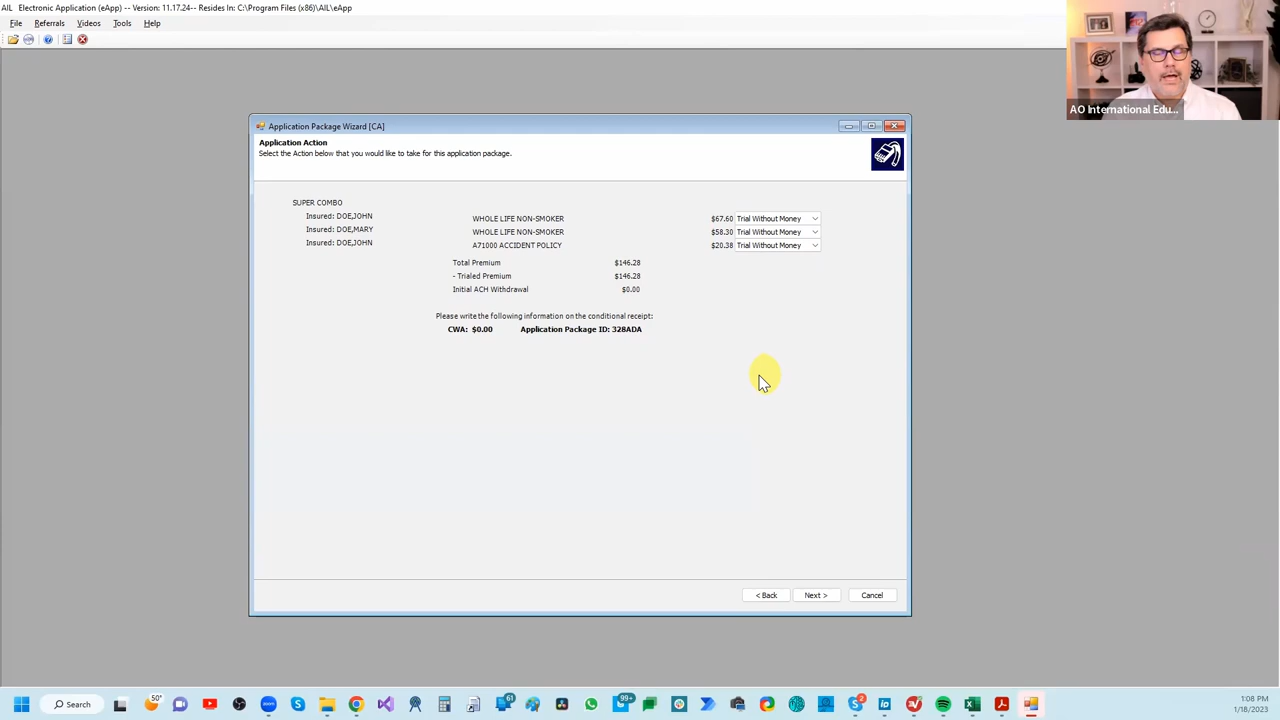 AIL Electronic Application (eApp) -- Version: 11.17.24-- Resides In: C:\Program Files (x86)\AIL\eApp
File Referrals Videos Tools Help
AO International Edu...
Application Package Wizard [CA]
Application Action
Select the Action below that you would like to take for this application package.
SUPER COMBO
Insured: DOE,JOHN WHOLE LIFE NON-SMOKER $67.60 Trial Without Money
Insured: DOE,MARY WHOLE LIFE NON-SMOKER $58.30 Trial Without Money
Insured: DOE,JOHN A71000 ACCIDENT POLICY $20.38 Trial Without Money
Total Premium $146.28
- Trialed Premium $146.28
Initial ACH Withdrawal $0.00
Please write the following information on the conditional receipt:
CWA: $0.00 Application Package ID: 328ADA
< Back Next > Cancel
Search 50° 61 99+ 2 1:08 PM
1/18/2023